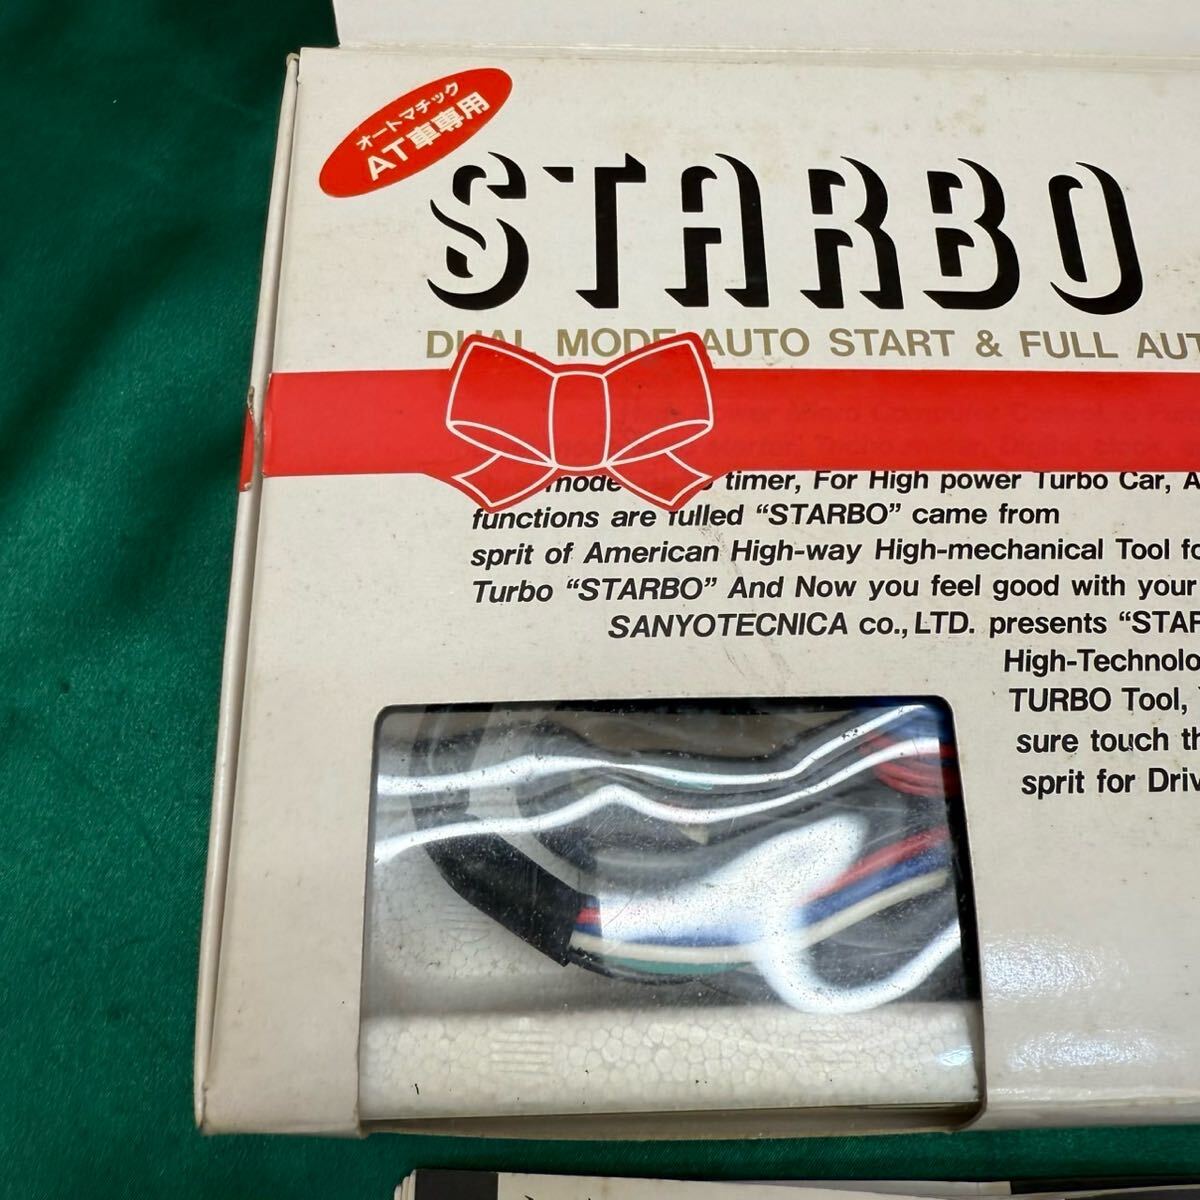 オートマチック
AT車専用
STARBO
DUAL MODE AUTO START & FULL AUT
mode timer, For High power Turbo Car, A
functions are fulled “STARBO” came from
sprit of American High-way High-mechanical Tool fo
Turbo “STARBO” And Now you feel good with your
SANYOTECNICA co., LTD. presents “STAR
High-Technolo
TURBO Tool,
sure touch th
sprit for Driv